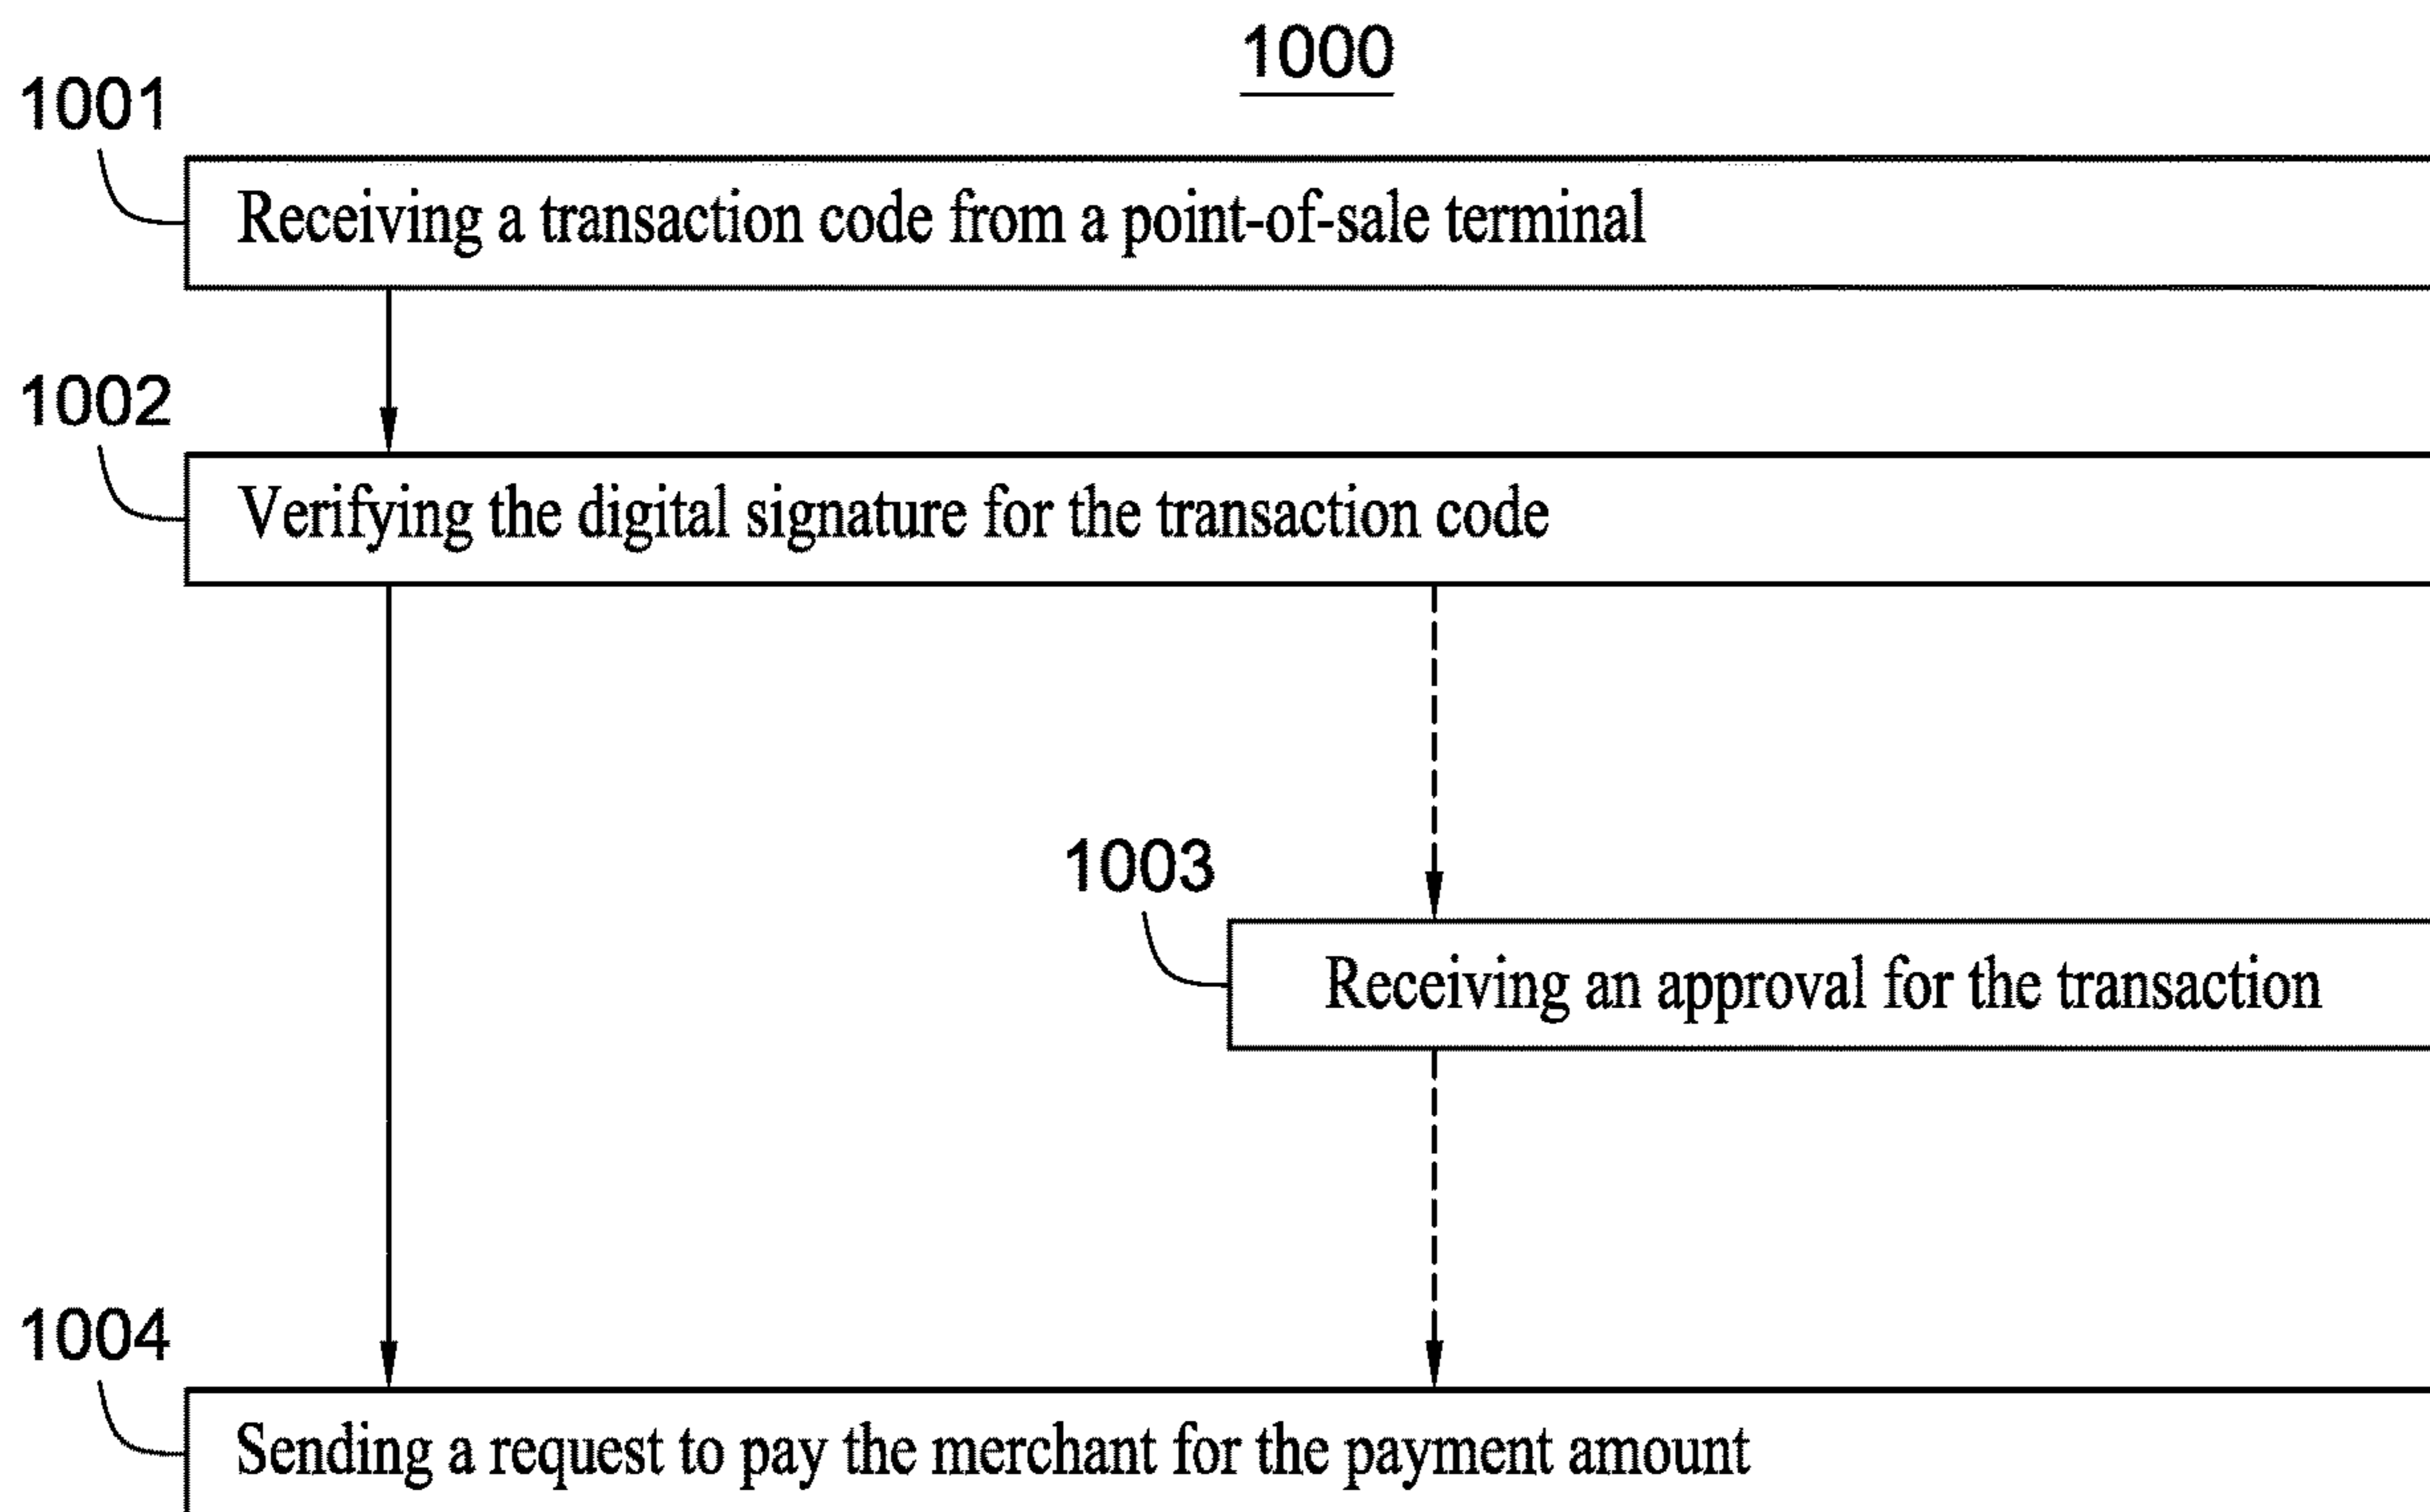 1000
1001
Receiving a transaction code from a point-of-sale terminal
1002
Verifying the digital signature for the transaction code
1003
Receiving an approval for the transaction
1004
Sending a request to pay the merchant for the payment amount